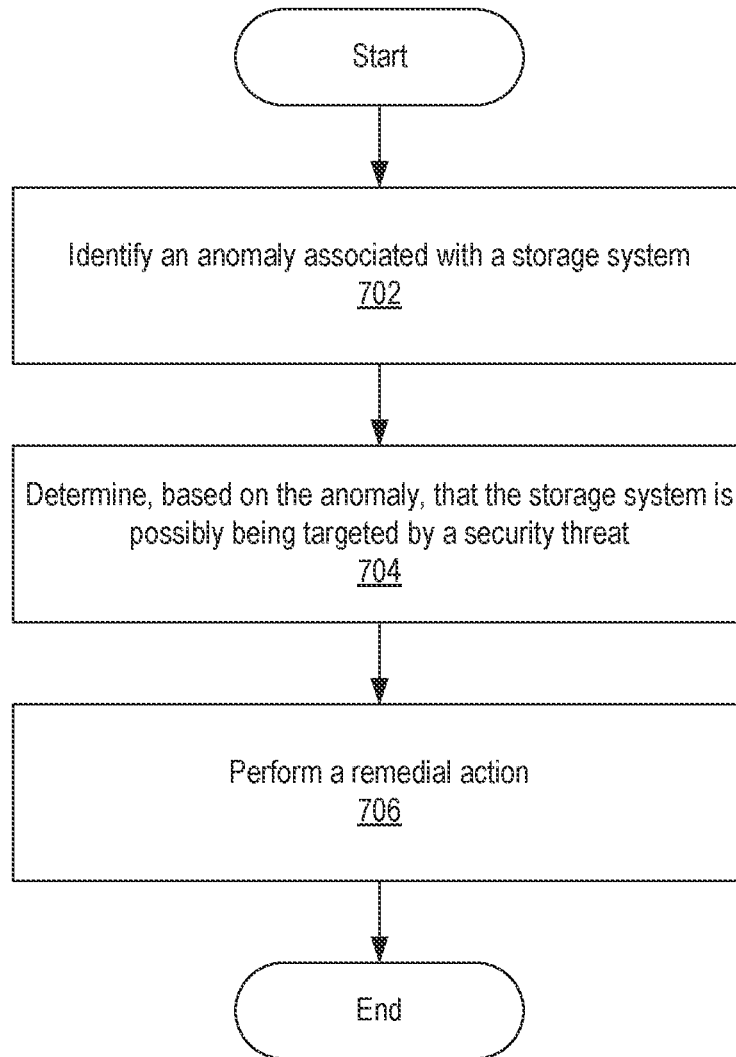 Start
Identify an anomaly associated with a storage system
702
Determine, based on the anomaly, that the storage system is
possibly being targeted by a security threat
704
Perform a remedial action
706
End